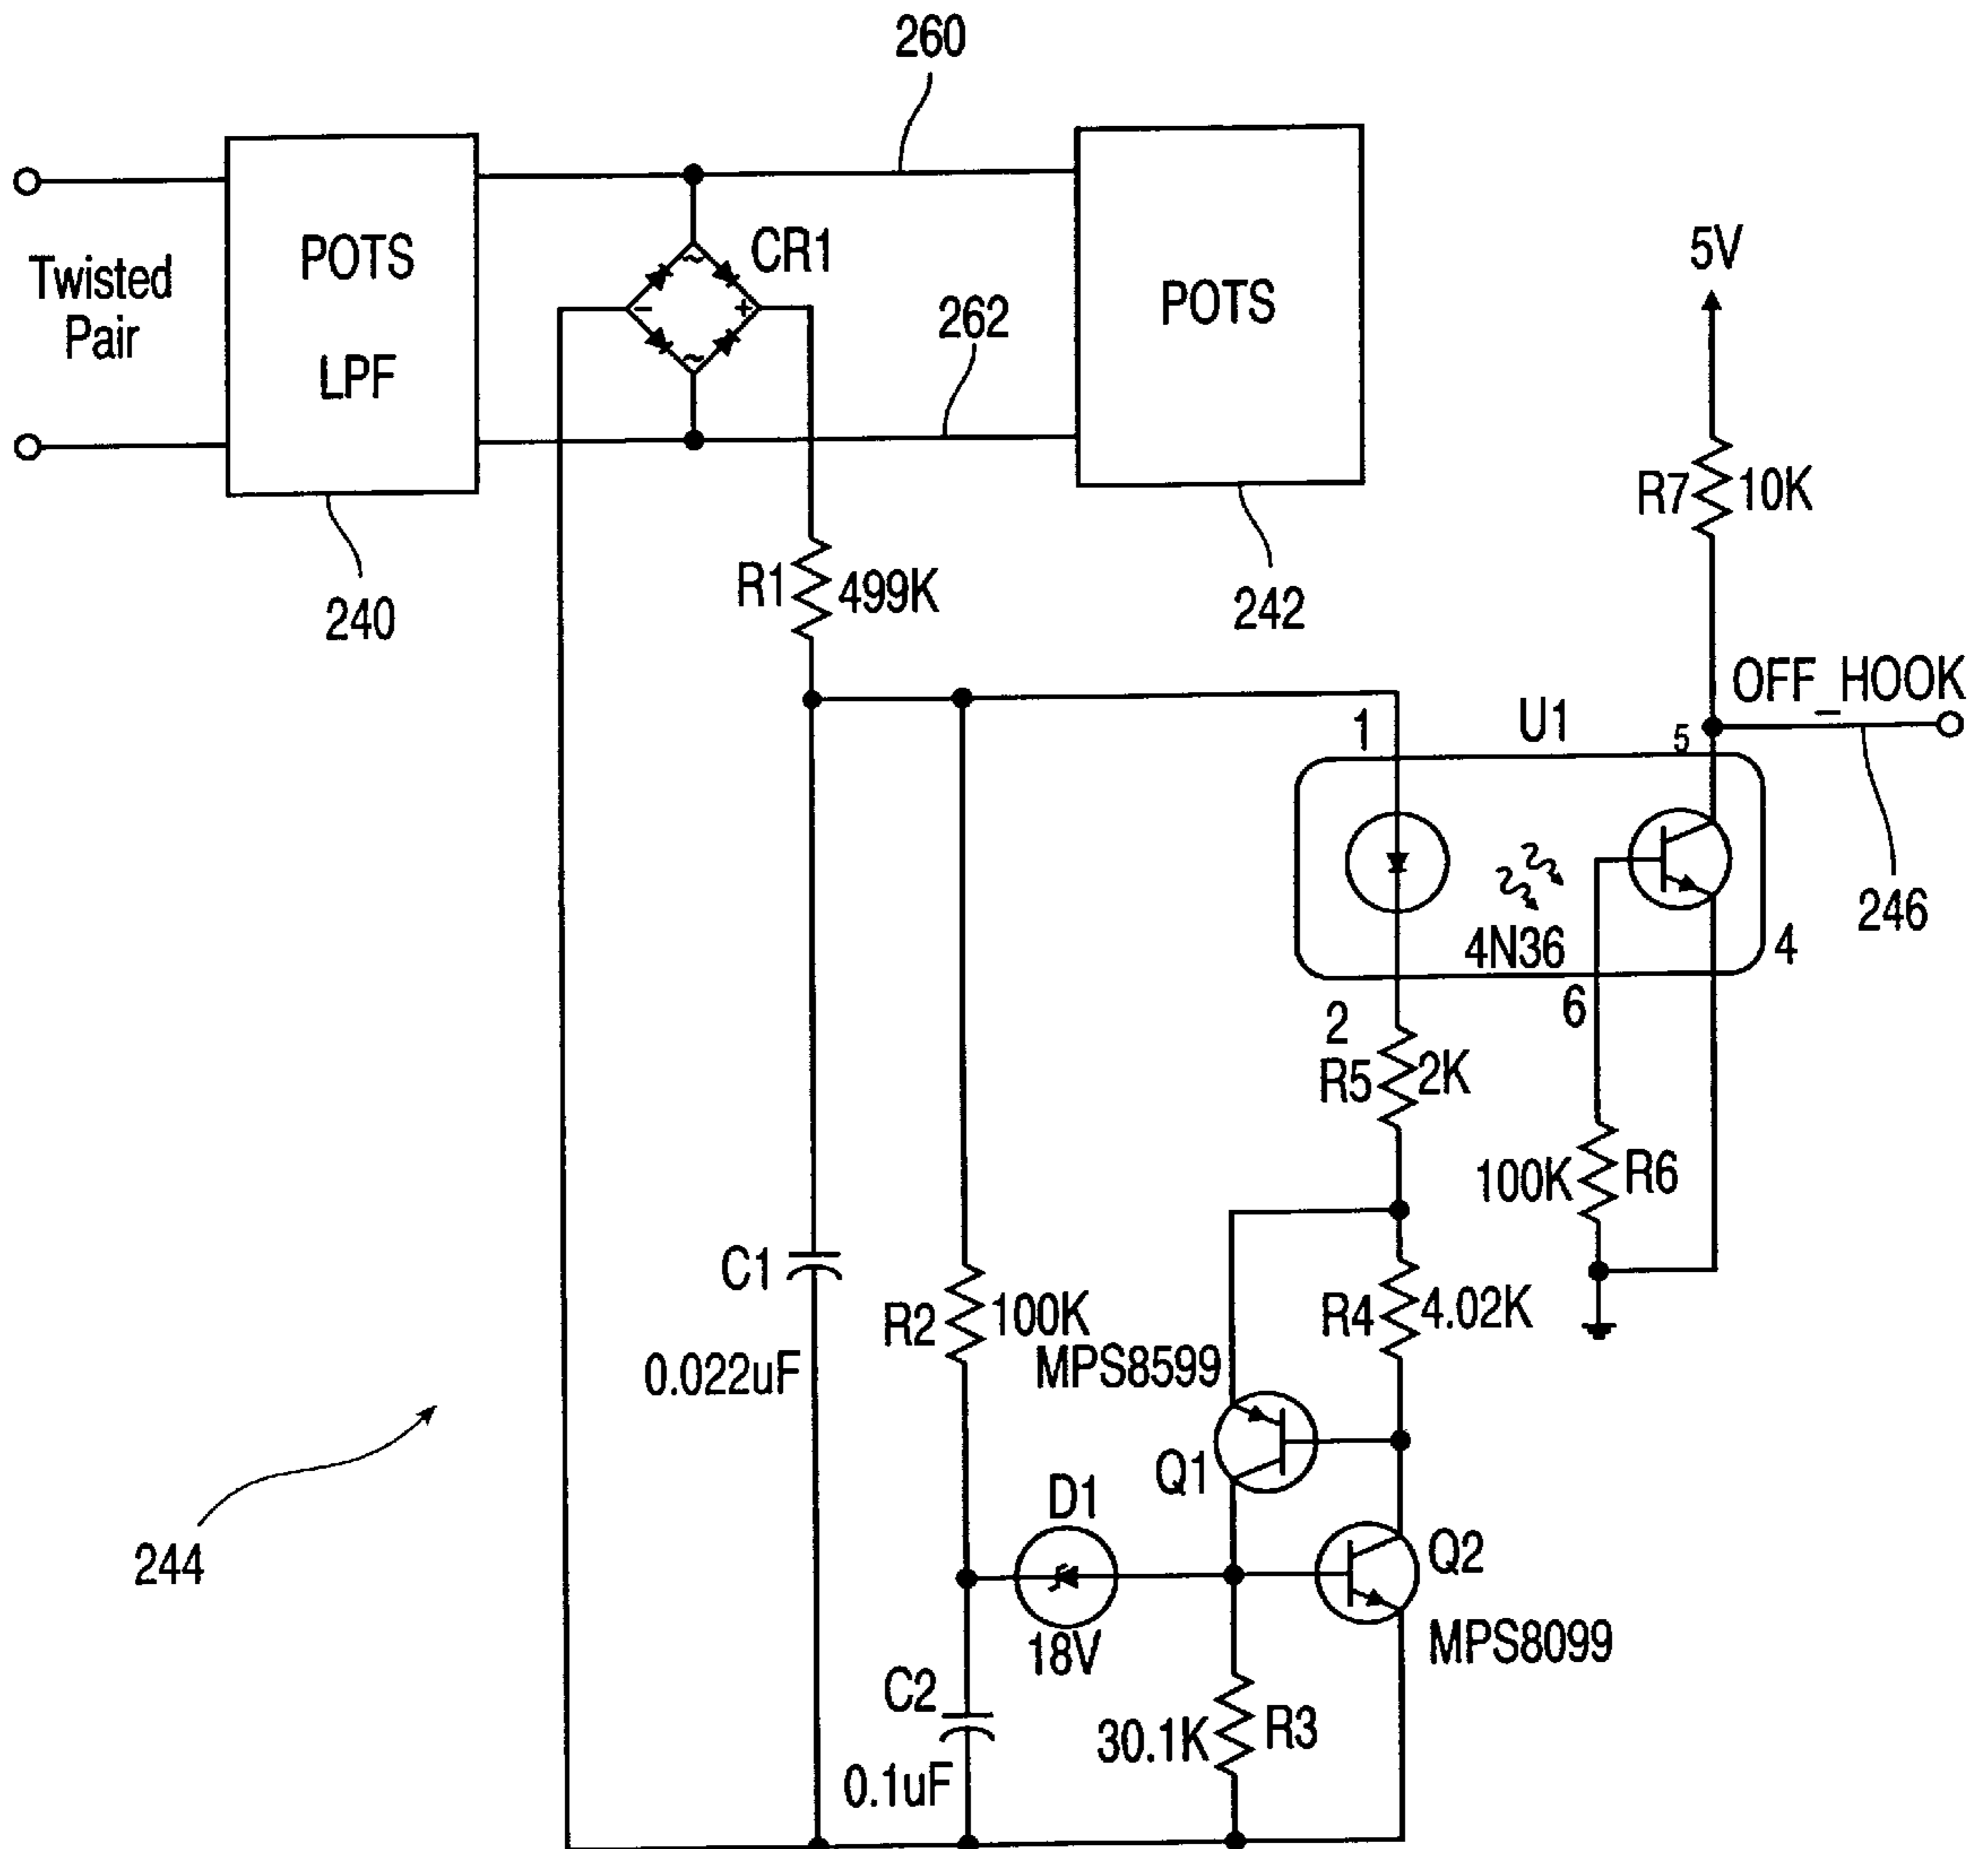 260
Twisted
Pair
POTS
LPF
~
CR1
−
+
~
262
POTS
5V
240
R1
499K
242
R7
10K
OFF_HOOK
U1
1
5
4N36
4
246
2
6
R5
2K
100K
R6
C1
0.022uF
R2
100K
R4
4.02K
MPS8599
Q1
244
D1
18V
Q2
MPS8099
C2
0.1uF
30.1K
R3